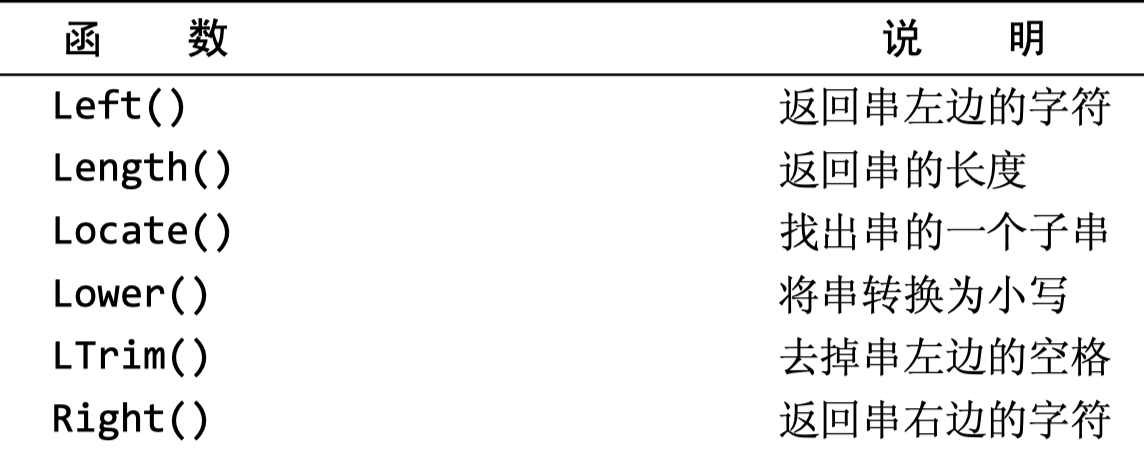 函 数 说 明
Left() 返回串左边的字符
Length() 返回串的长度
Locate() 找出串的一个子串
Lower() 将串转换为小写
LTrim() 去掉串左边的空格
Right() 返回串右边的字符